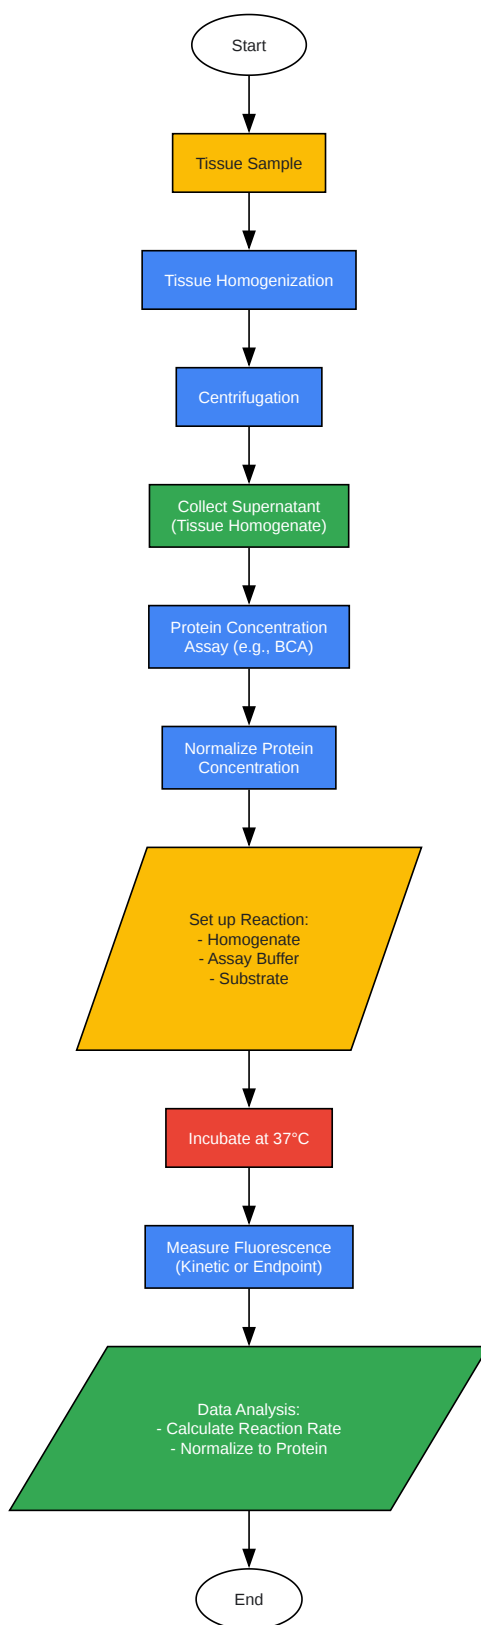 Start
Tissue Sample
Tissue Homogenization
Centrifugation
Collect Supernatant
(Tissue Homogenate)
Protein Concentration
Assay (e.g., BCA)
Normalize Protein
Concentration
Set up Reaction:
- Homogenate
- Assay Buffer
- Substrate
Incubate at 37°C
Measure Fluorescence
(Kinetic or Endpoint)
Data Analysis:
- Calculate Reaction Rate
- Normalize to Protein
End